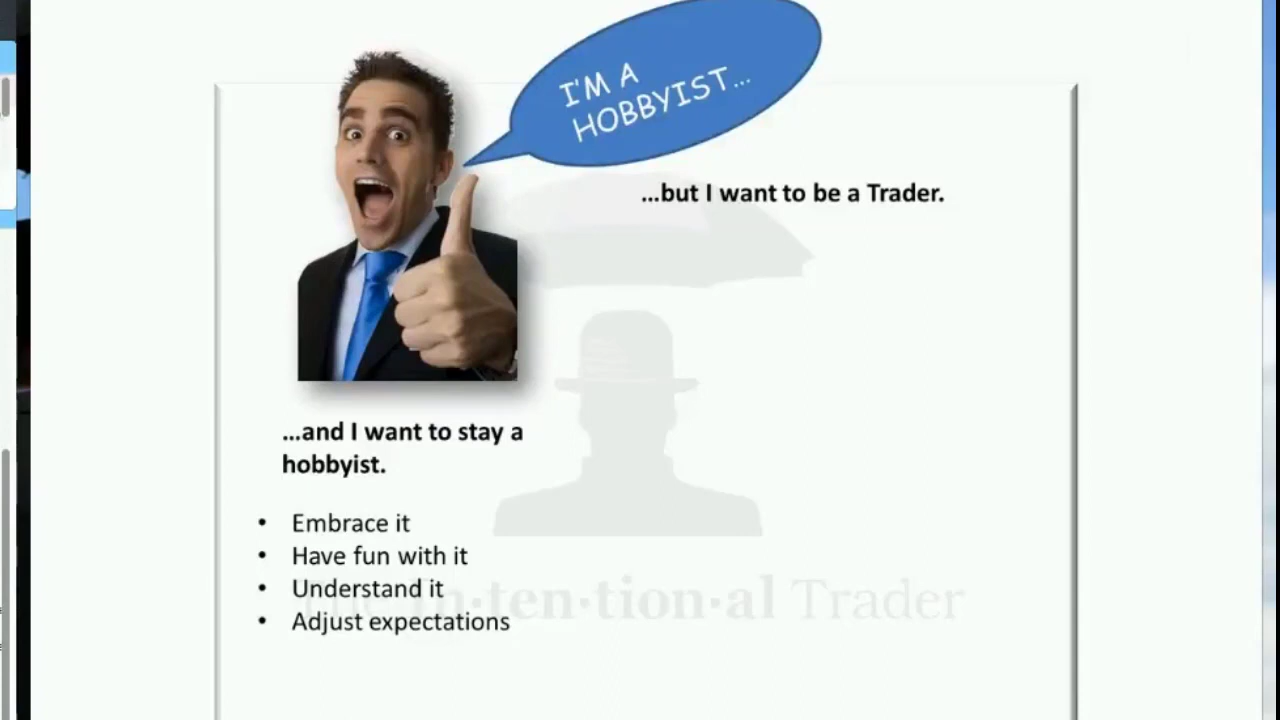 I'M A
HOBBYIST...
...but I want to be a Trader.
...and I want to stay a
hobbyist.
• Embrace it
• Have fun with it
• Understand it
• Adjust expectations
The In·ten·tion·al Trader